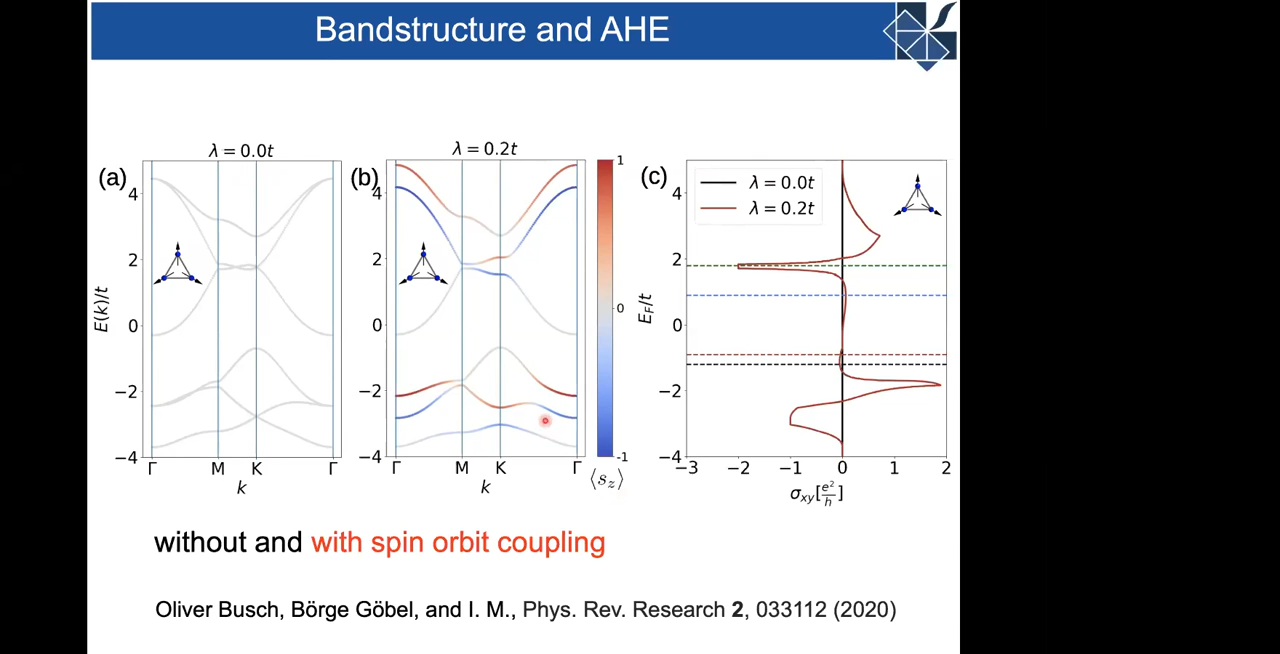 Bandstructure and AHE
(a)
λ = 0.0t
E(k)/t
4
2
0
−2
−4
Γ M K Γ
k
(b)
λ = 0.2t
4
2
0
−2
−4
Γ M K Γ
k
1
0
-1
⟨s_z⟩
(c)
λ = 0.0t
λ = 0.2t
E_F/t
4
2
0
−2
−4
−3 −2 −1 0 1 2
σ_xy[e²/h]
without and with spin orbit coupling
Oliver Busch, Börge Göbel, and I. M., Phys. Rev. Research 2, 033112 (2020)